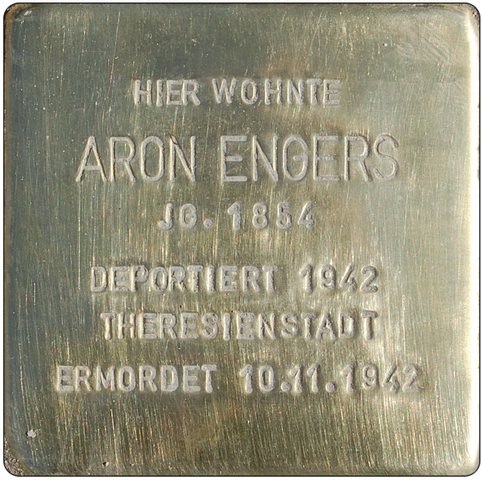 HIER WOHNTE
ARON ENGERS
JG. 1854
DEPORTIERT 1942
THERESIENSTADT
ERMORDET 10.11.1942